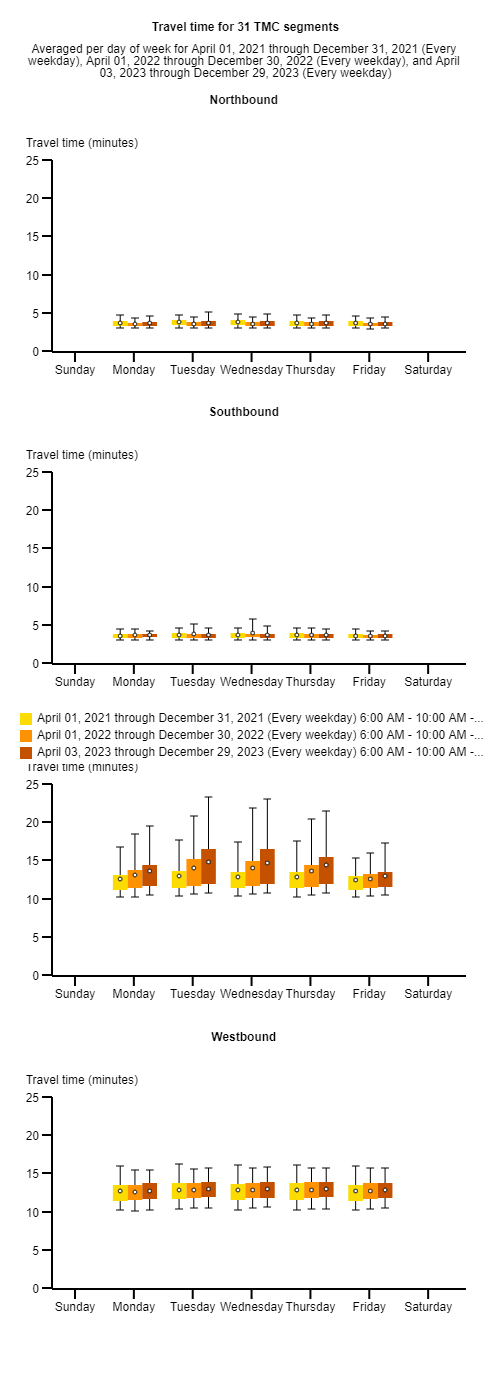 Travel time for 31 TMC segments
Averaged per day of week for April 01, 2021 through December 31, 2021 (Every
weekday), April 01, 2022 through December 30, 2022 (Every weekday), and April
03, 2023 through December 29, 2023 (Every weekday)
Northbound
Travel time (minutes)
25
20
15
10
5
0
Sunday Monday Tuesday Wednesday Thursday Friday Saturday
Southbound
Travel time (minutes)
25
20
15
10
5
0
Sunday Monday Tuesday Wednesday Thursday Friday Saturday
April 01, 2021 through December 31, 2021 (Every weekday) 6:00 AM - 10:00 AM -...
April 01, 2022 through December 30, 2022 (Every weekday) 6:00 AM - 10:00 AM -...
April 03, 2023 through December 29, 2023 (Every weekday) 6:00 AM - 10:00 AM -...
Travel time (minutes)
25
20
15
10
5
0
Sunday Monday Tuesday Wednesday Thursday Friday Saturday
Westbound
Travel time (minutes)
25
20
15
10
5
0
Sunday Monday Tuesday Wednesday Thursday Friday Saturday